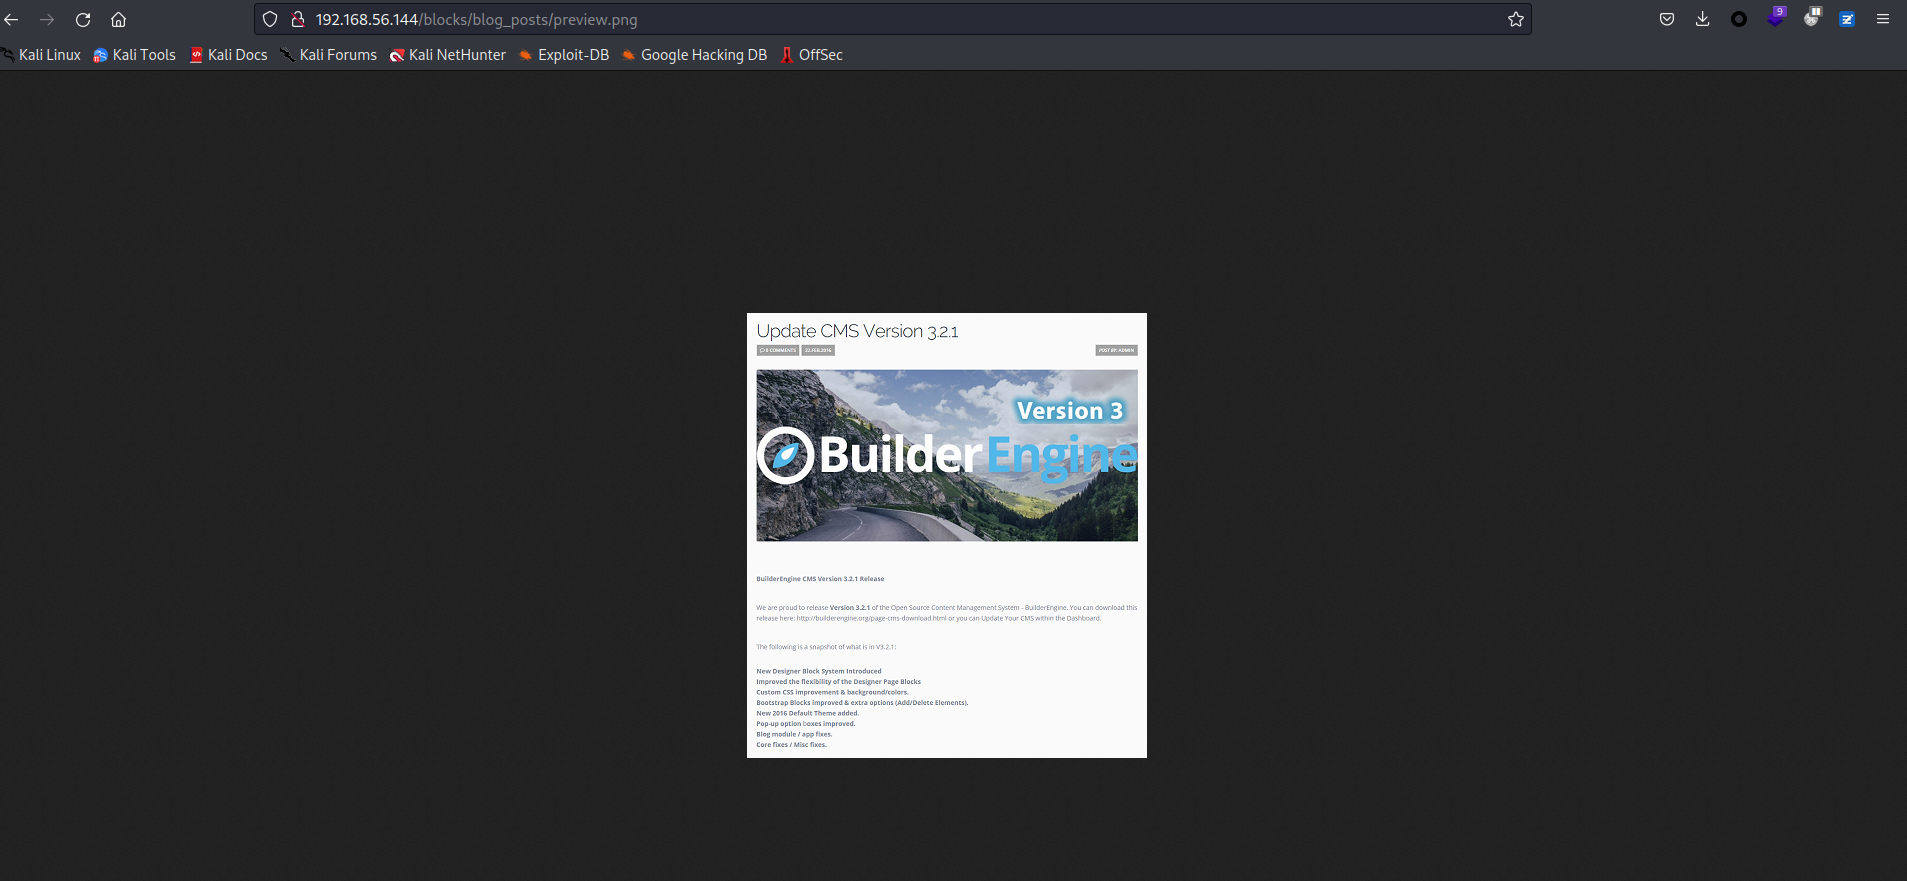 192.168.56.144/blocks/blog_posts/preview.png
9
Kali Linux Kali Tools Kali Docs Kali Forums Kali NetHunter Exploit-DB Google Hacking DB OffSec
Update CMS Version 3.2.1
0 COMMENTS 22.FEB.2016 POST BY: ADMIN
Version 3
BuilderEngine
BuilderEngine CMS Version 3.2.1 Release
We are proud to release Version 3.2.1 of the Open Source Content Management System - BuilderEngine. You can download this
release here: http://builderengine.org/page-cms-download.html or you can Update Your CMS within the Dashboard.
The following is a snapshot of what is in V3.2.1:
New Designer Block System Introduced
Improved the flexibility of the Designer Page Blocks
Custom CSS improvement & background/colors.
Bootstrap Blocks improved & extra options (Add/Delete Elements).
New 2016 Default Theme added.
Pop-up option boxes improved.
Blog module / app fixes.
Core fixes / Misc fixes.